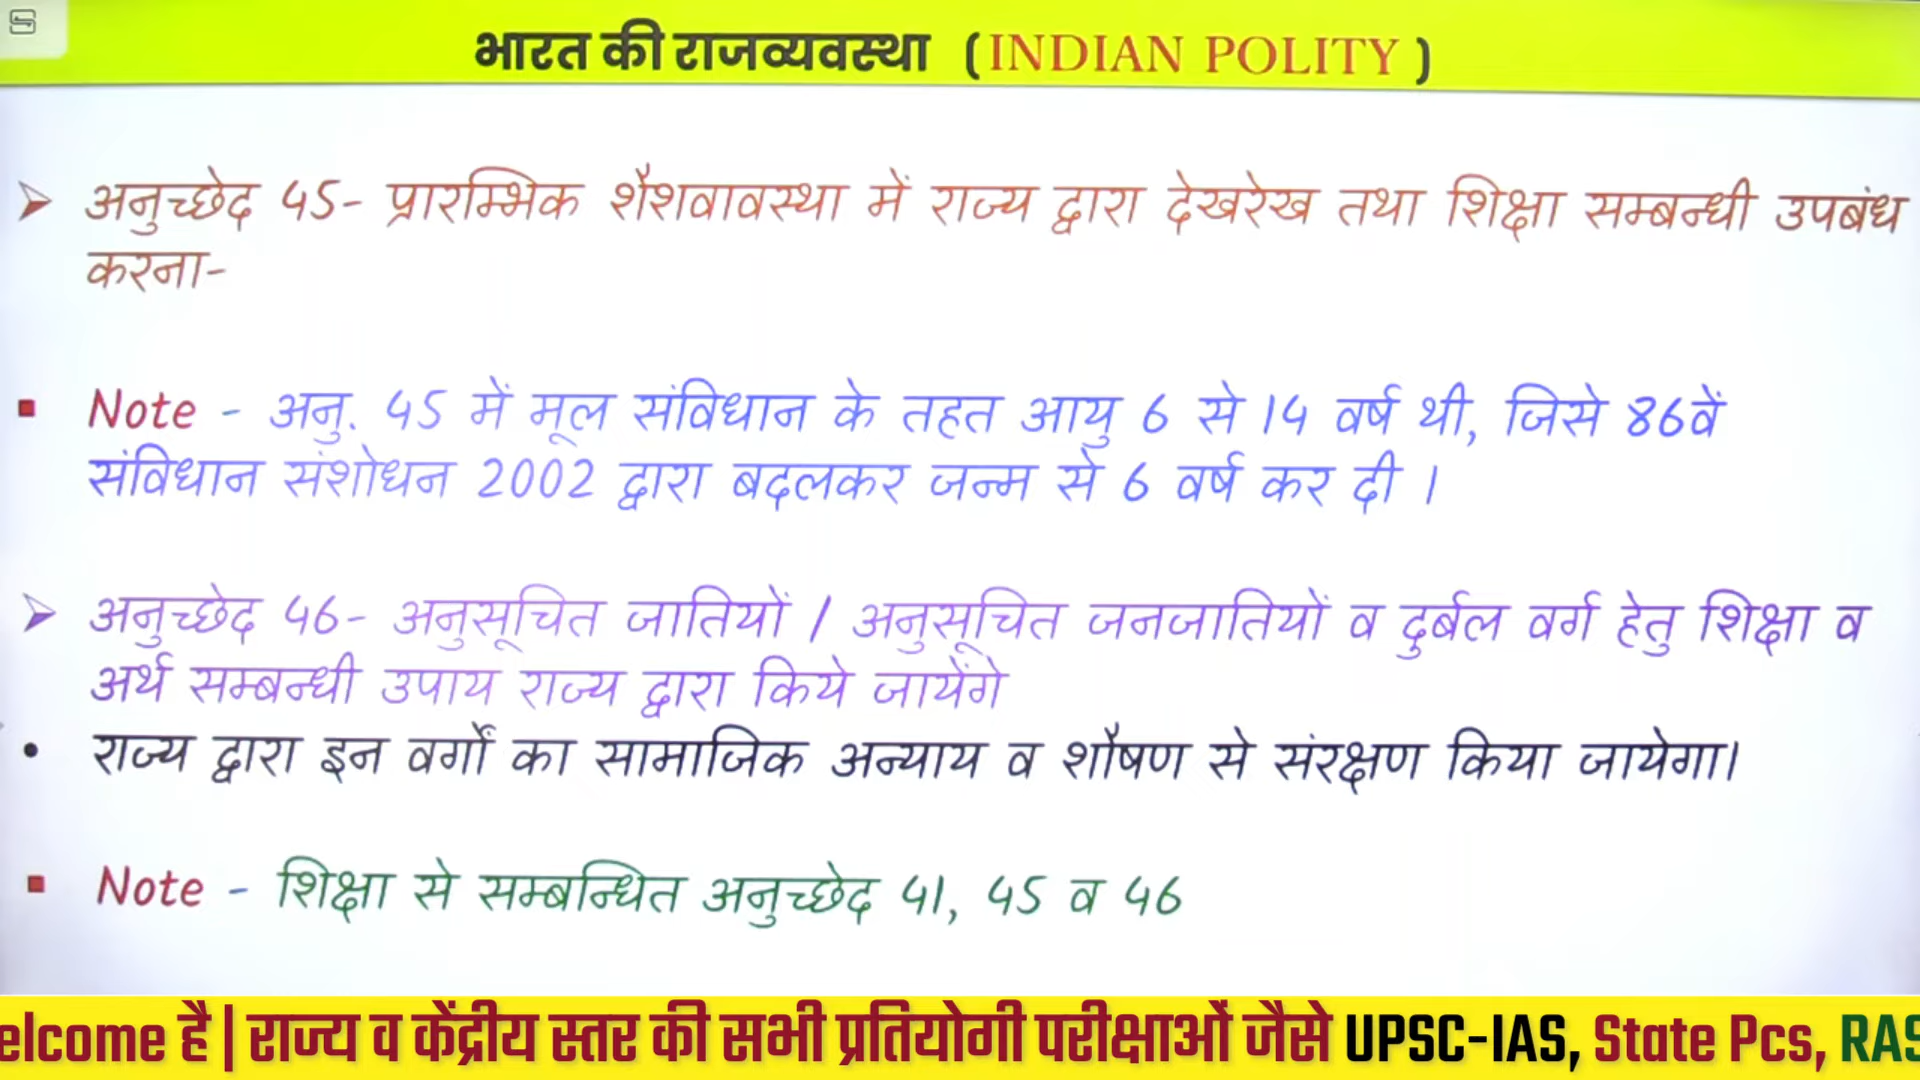 भारत की राजव्यवस्था (INDIAN POLITY)
अनुच्छेद 45- प्रारम्भिक शैशवावस्था में राज्य द्वारा देखरेख तथा शिक्षा सम्बन्धी उपबंध
करना-
Note - अनु. 45 में मूल संविधान के तहत आयु 6 से 14 वर्ष थी, जिसे 86वें
संविधान संशोधन 2002 द्वारा बदलकर जन्म से 6 वर्ष कर दी ।
अनुच्छेद 46- अनुसूचित जातियों / अनुसूचित जनजातियों व दुर्बल वर्ग हेतु शिक्षा व
अर्थ सम्बन्धी उपाय राज्य द्वारा किये जायेंगे
• राज्य द्वारा इन वर्गों का सामाजिक अन्याय व शौषण से संरक्षण किया जायेगा।
Note - शिक्षा से सम्बन्धित अनुच्छेद 41, 45 व 46
elcome है | राज्य व केंद्रीय स्तर की सभी प्रतियोगी परीक्षाओं जैसे UPSC-IAS, State Pcs, RAS